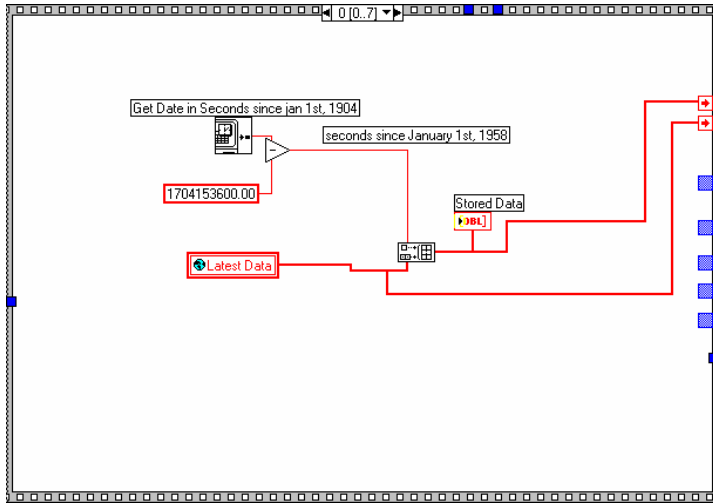 0 [0..7]
Get Date in Seconds since jan 1st, 1904
seconds since January 1st, 1958
1704153600.00
Stored Data
DBL]
Latest Data